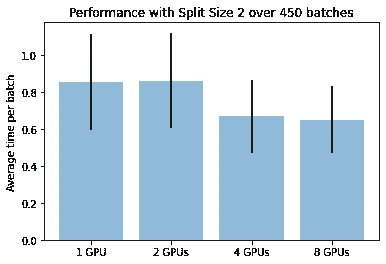 Performance with Split Size 2 over 450 batches
Average time per batch
1.0
0.8
0.6
0.4
0.2
0.0
1 GPU
2 GPUs
4 GPUs
8 GPUs